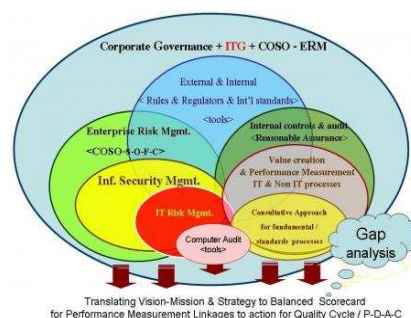 Corporate Governance + ITG + COSO - ERM
External & Internal
< Rules & Regulators & Int'l standards>
<tools>
Enterprise Risk Mgmt.
<COSO-S-O-F-C>
Internal controls & audit
<Reasonable Assurance>
Value creation
& Performance Measurement
IT & Non IT processes
Inf. Security Mgmt.
IT Risk Mgmt.
Consultative Approach
for fundamental /
standards processes
Computer Audit
<tools>
Gap
analysis
Translating Vision-Mission & Strategy to Balanced Scorecard
for Performance Measurement Linkages to action for Quality Cycle / P-D-A-C